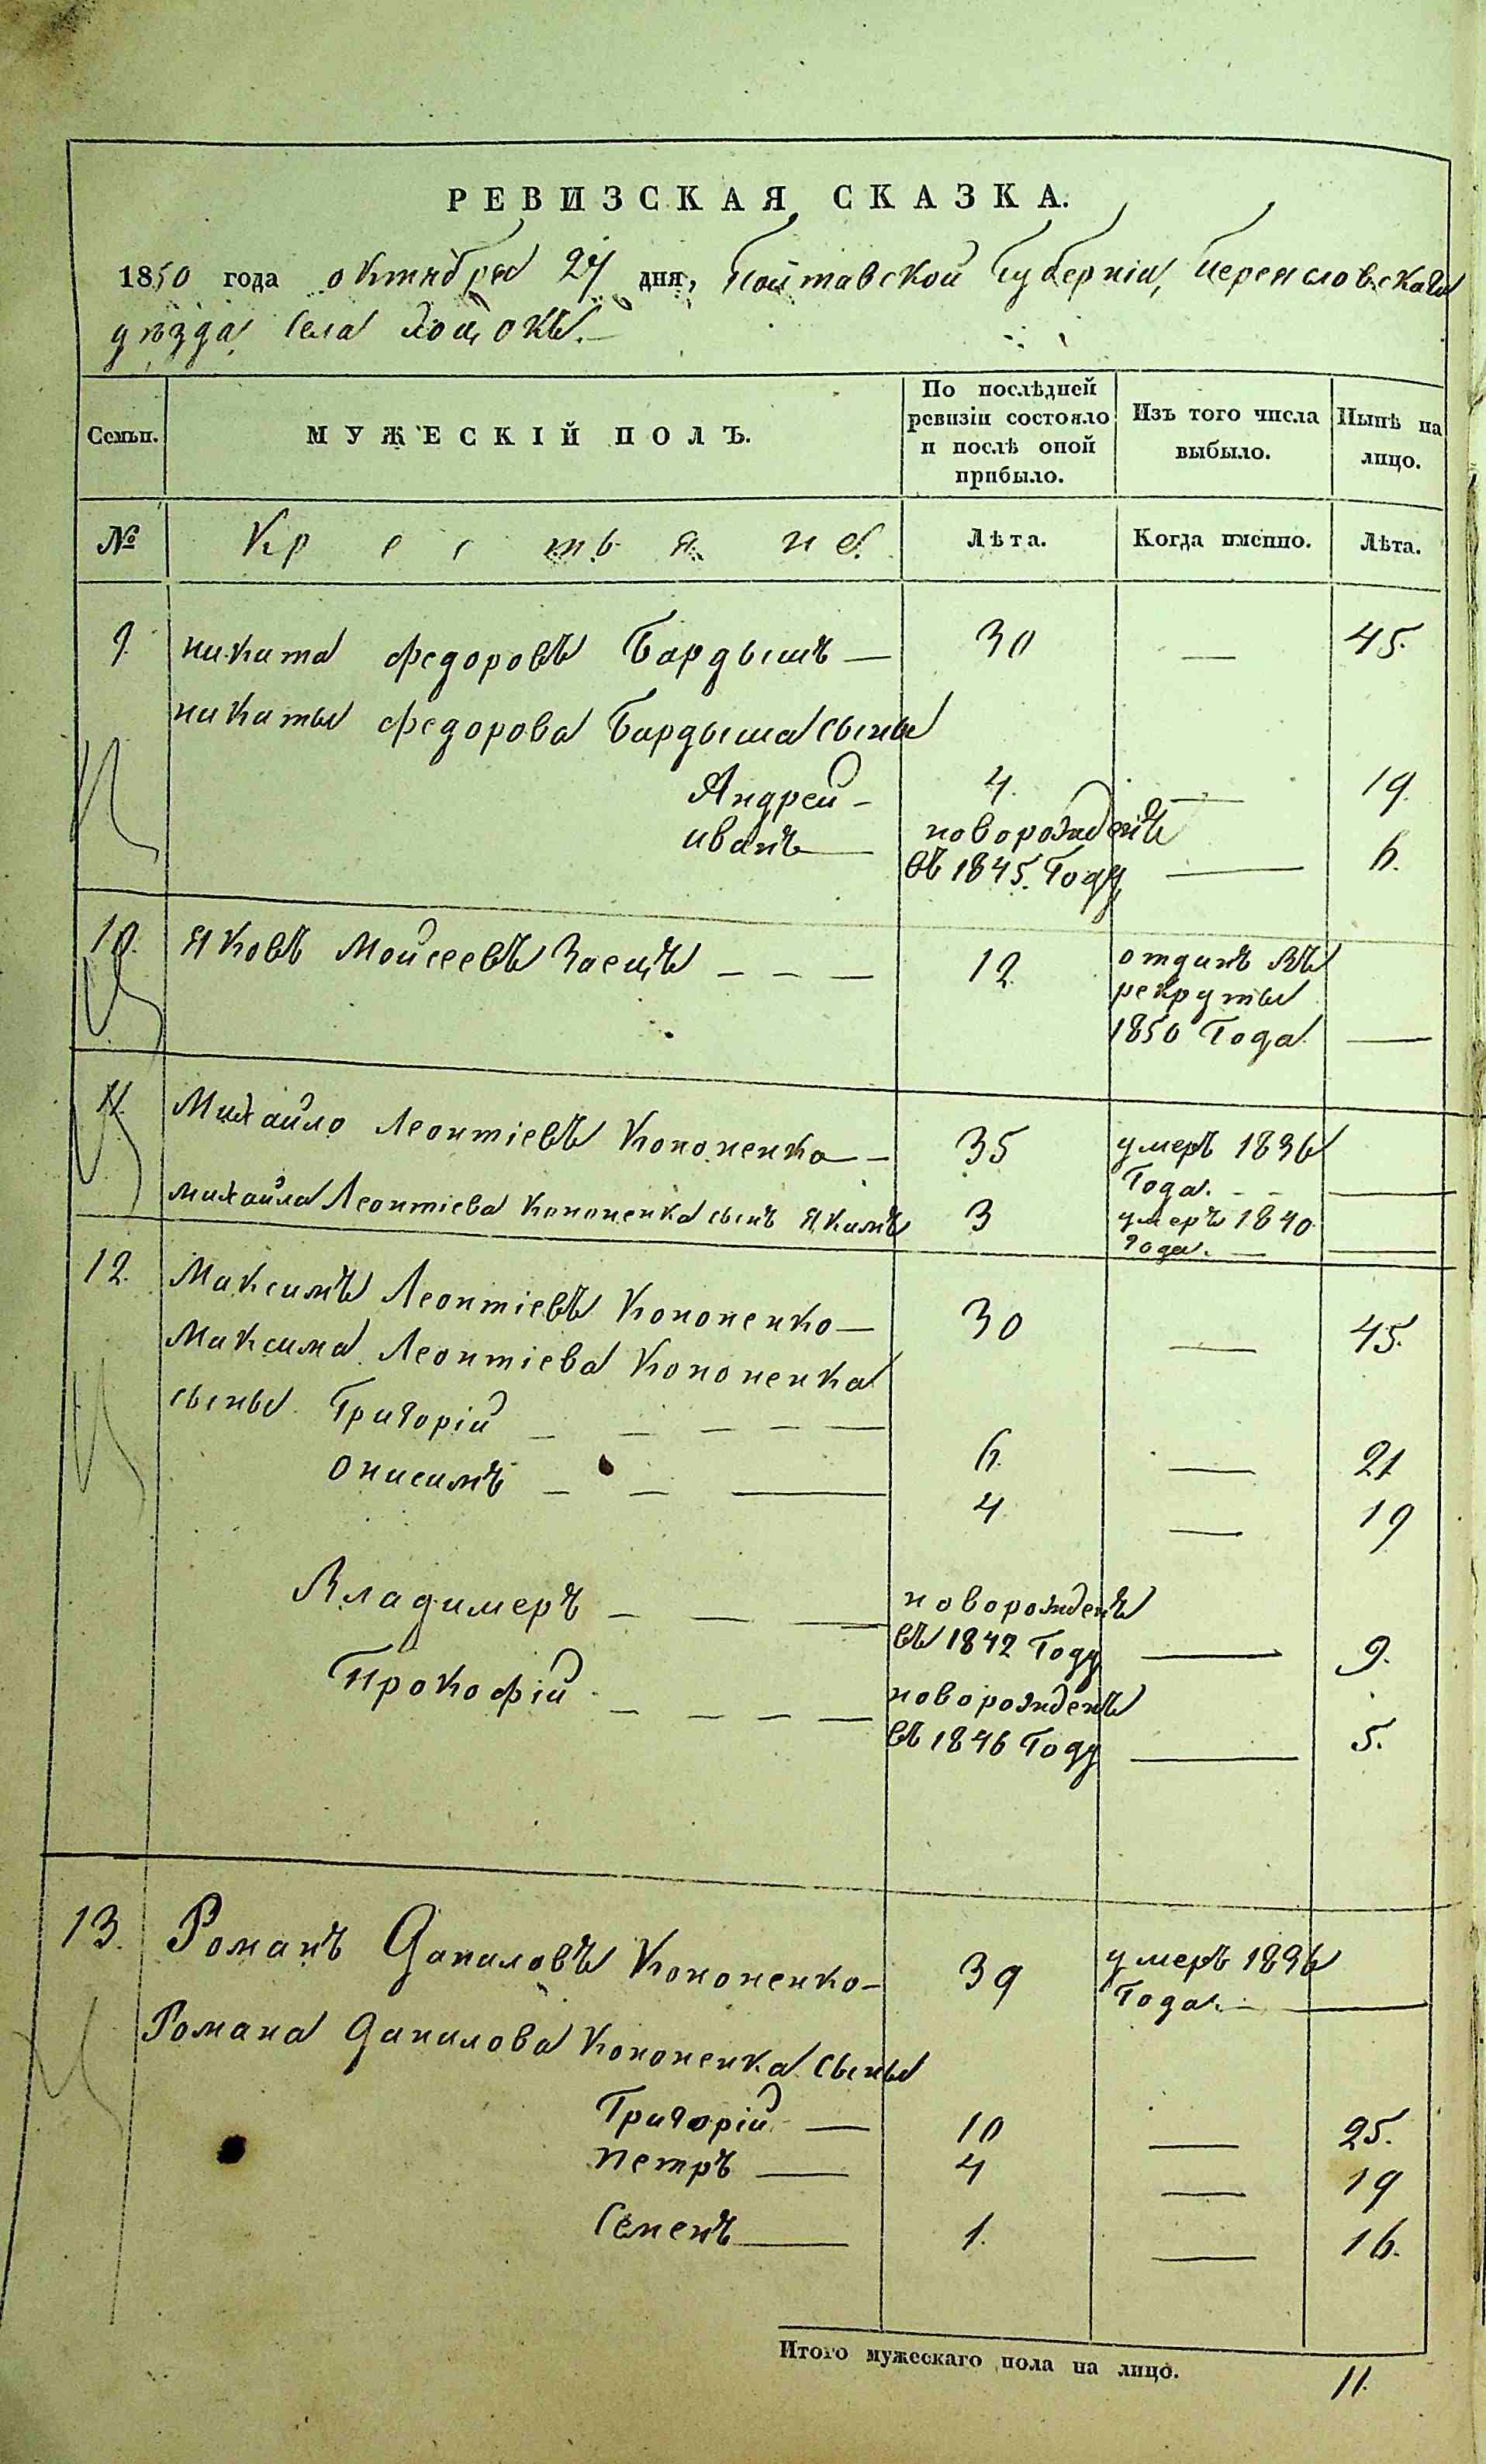 РЕВИЗСКАЯ СКАЗКА.
1850 года октября 27 дня, Полтавской Губерніи, Переясловскаго
уѣзда, Села Хоцокъ.
Семьи. МУЖЕСКІЙ ПОЛЪ. По послѣдней ревизіи состояло и послѣ оной прибыло. Изъ того числа выбыло. Нынѣ на лицо.
№ Крестьяне. Лѣта. Когда именно. Лѣта.
9. никита федоровъ Бардышъ — 30 — 45.
никиты федорова Бардыша сыны
Андрей — 4. — 19.
иванъ — новорожденъ
въ 1845. Году — 6.
10. Яковъ Моисеевъ Заецъ — — — 12 отданъ въ
рекруты
1850 Года. —
11. Михайло Леонтіевъ Кононенко — 35 умеръ 1836
Года. — —
михайла Леонтіева Кононенка сынъ Якимъ 3 умеръ 1840.
года. — —
12. Максимъ Леонтіевъ Кононенко — 30 — 45.
Максима Леонтіева Кононенка
сыны Григорій — — — — — 6. — 21
Онисимъ — — — 4. — 19
Владимеръ — — — новорожденъ
въ 1842 Году — 9.
Прокофій — — — — новорожденъ
въ 1846 Году — 5.
13. Романъ Даниловъ Кононенко — 39 умеръ 1836
Года. — —
Романа Данилова Кононенка сыны
Григорій — 10 — 25.
Петръ — 4 — 19
Семенъ — 1. — 16.
Итого мужескаго пола на лицо. 11.